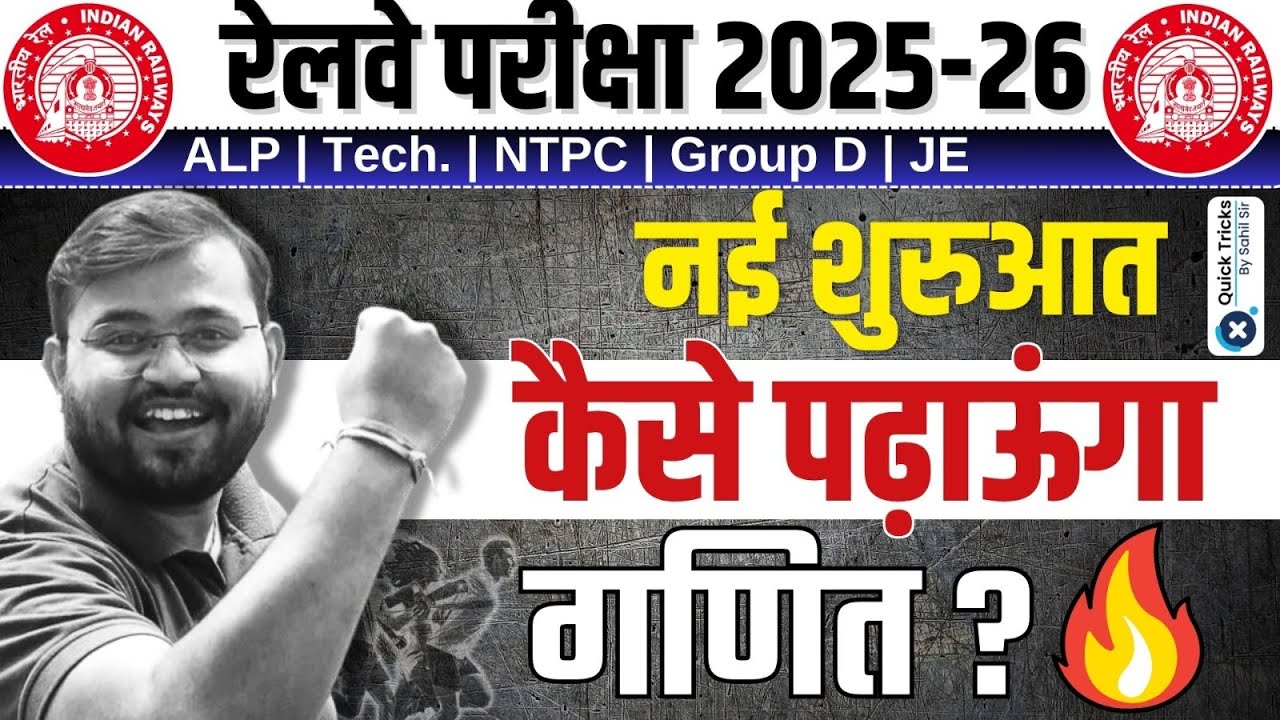 रेलवे परीक्षा 2025-26
भारतीय रेल • INDIAN RAILWAYS
भारतीय रेल • INDIAN RAILWAYS
ALP | Tech. | NTPC | Group D | JE
नई शुरुआत
Quick Tricks
By Sahil Sir
कैसे पढ़ाऊंगा
गणित ?